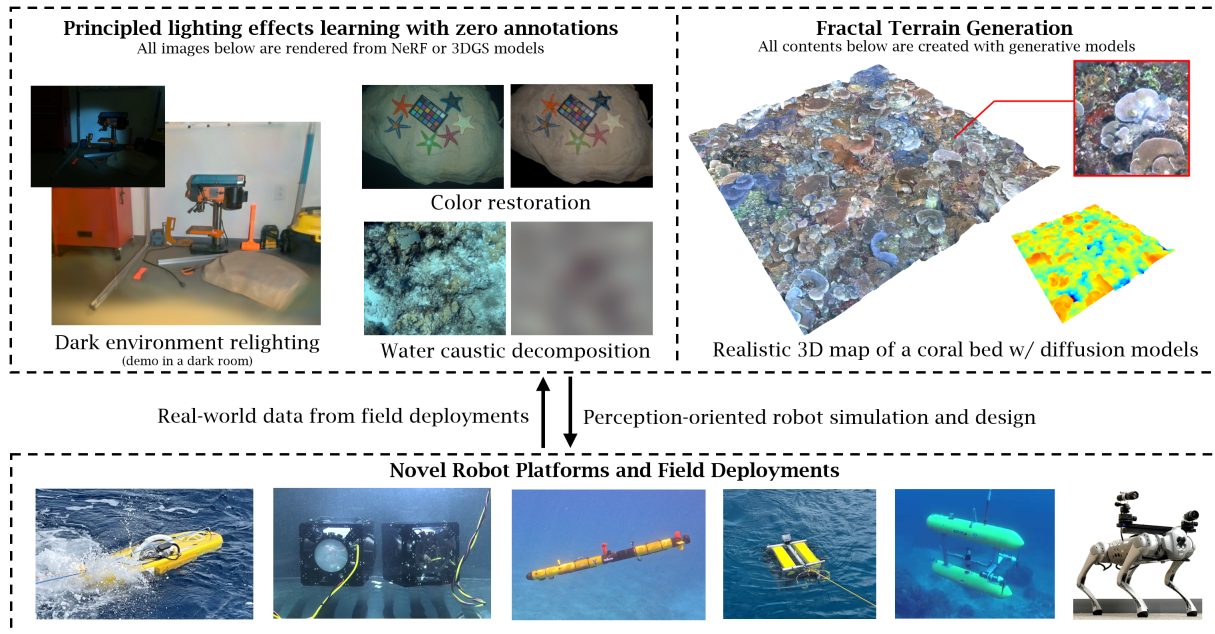 Principled lighting effects learning with zero annotations
All images below are rendered from NeRF or 3DGS models
Color restoration
Dark environment relighting
(demo in a dark room)
Water caustic decomposition
Fractal Terrain Generation
All contents below are created with generative models
Realistic 3D map of a coral bed w/ diffusion models
Real-world data from field deployments
Perception-oriented robot simulation and design
Novel Robot Platforms and Field Deployments